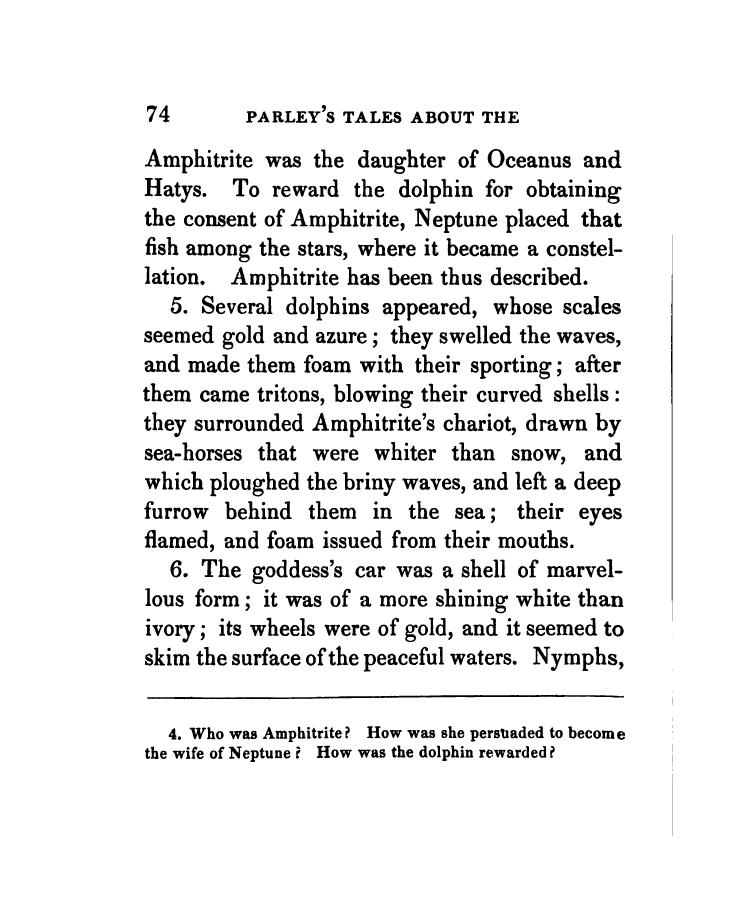 74 PARLEY'S TALES ABOUT THE
Amphitrite was the daughter of Oceanus and
Hatys. To reward the dolphin for obtaining
the consent of Amphitrite, Neptune placed that
fish among the stars, where it became a constel-
lation. Amphitrite has been thus described.
5. Several dolphins appeared, whose scales
seemed gold and azure; they swelled the waves,
and made them foam with their sporting; after
them came tritons, blowing their curved shells:
they surrounded Amphitrite's chariot, drawn by
sea-horses that were whiter than snow, and
which ploughed the briny waves, and left a deep
furrow behind them in the sea; their eyes
flamed, and foam issued from their mouths.
6. The goddess's car was a shell of marvel-
lous form; it was of a more shining white than
ivory; its wheels were of gold, and it seemed to
skim the surface of the peaceful waters. Nymphs,
4. Who was Amphitrite? How was she persuaded to become
the wife of Neptune? How was the dolphin rewarded?